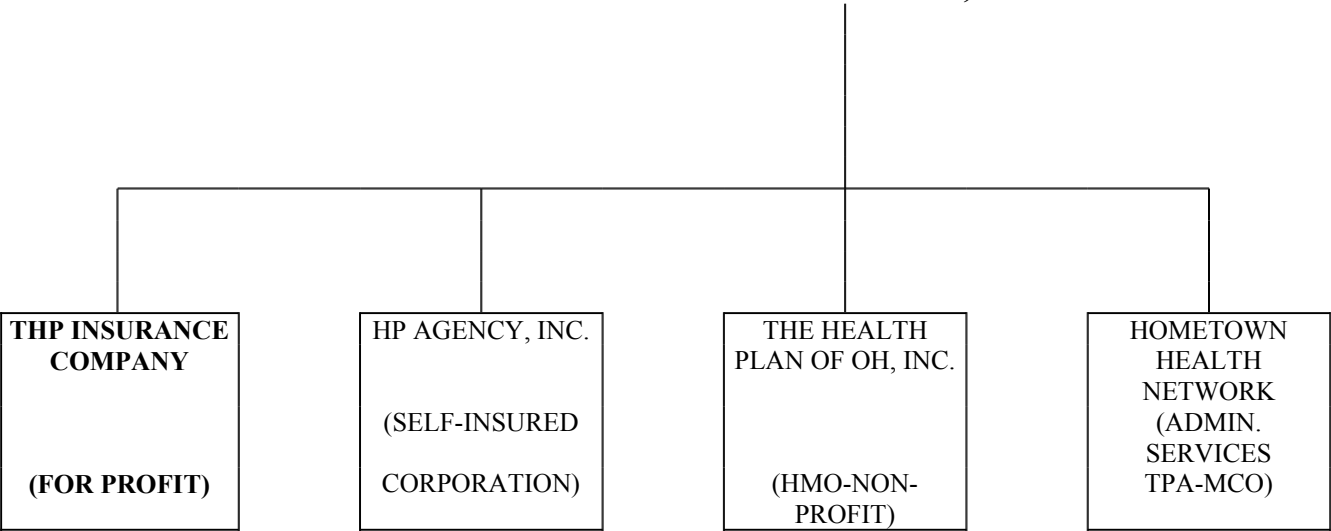 THP INSURANCE
COMPANY
(FOR PROFIT)
HP AGENCY, INC.
(SELF-INSURED
CORPORATION)
THE HEALTH
PLAN OF OH, INC.
(HMO-NON-
PROFIT)
HOMETOWN
HEALTH
NETWORK
(ADMIN.
SERVICES
TPA-MCO)